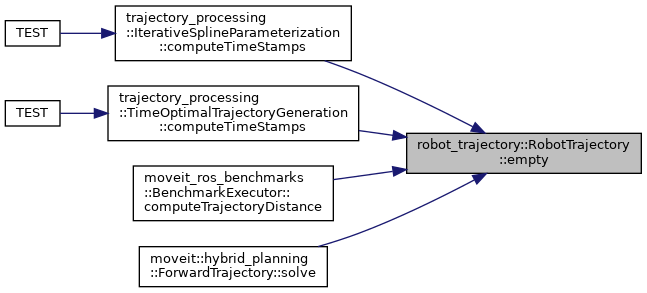 TEST
trajectory_processing
::IterativeSplineParameterization
::computeTimeStamps
TEST
trajectory_processing
::TimeOptimalTrajectoryGeneration
::computeTimeStamps
robot_trajectory::RobotTrajectory
::empty
moveit_ros_benchmarks
::BenchmarkExecutor::
computeTrajectoryDistance
moveit::hybrid_planning
::ForwardTrajectory::solve